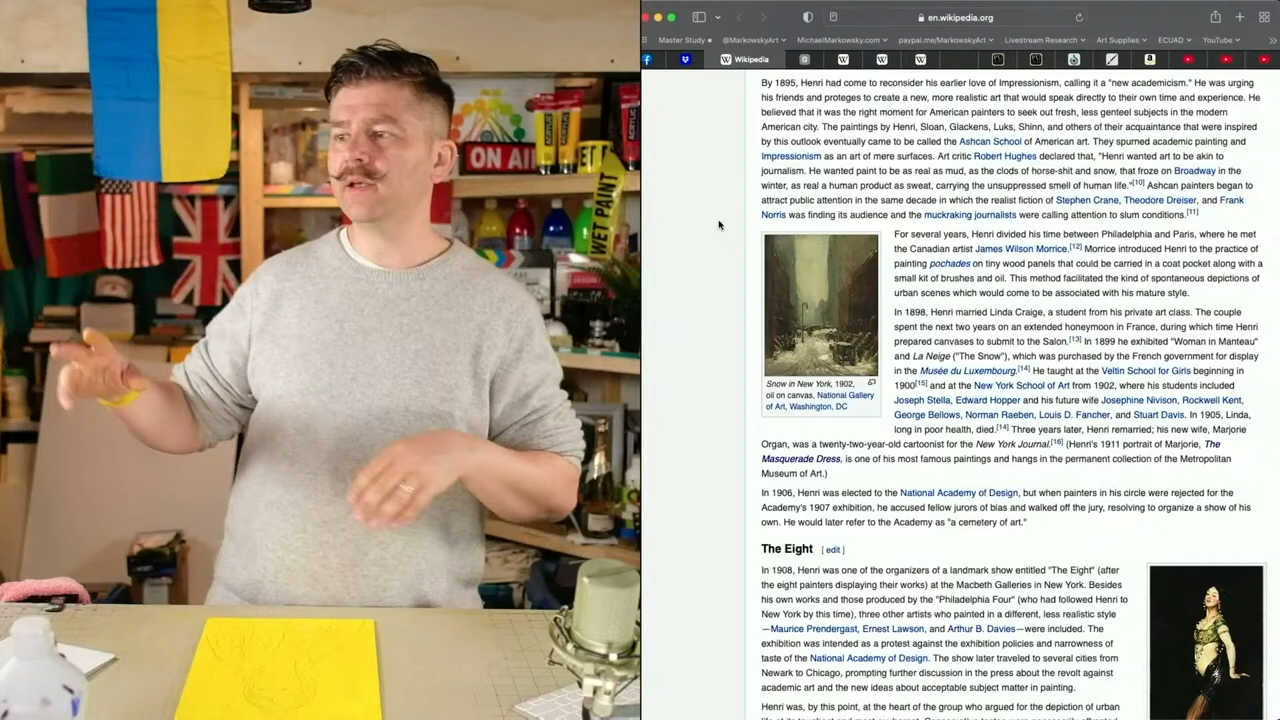 ON AIR
ACRYLIC
ACRYLIC
WET PAINT
en.wikipedia.org
Master Study
@MarkowskyArt
MichaelMarkowsky.com
paypal.me/MarkowskyArt
Livestream Research
Art Supplies
ECUAD
YouTube
Wikipedia
By 1895, Henri had come to reconsider his earlier love of Impressionism, calling it a "new academicism." He was urging
his friends and proteges to create a new, more realistic art that would speak directly to their own time and experience. He
believed that it was the right moment for American painters to seek out fresh, less genteel subjects in the modern
American city. The paintings by Henri, Sloan, Glackens, Luks, Shinn, and others of their acquaintance that were inspired
by this outlook eventually came to be called the Ashcan School of American art. They spurned academic painting and
Impressionism as an art of mere surfaces. Art critic Robert Hughes declared that, "Henri wanted art to be akin to
journalism. He wanted paint to be as real as mud, as the clods of horse-shit and snow, that froze on Broadway in the
winter, as real a human product as sweat, carrying the unsuppressed smell of human life."[10] Ashcan painters began to
attract public attention in the same decade in which the realist fiction of Stephen Crane, Theodore Dreiser, and Frank
Norris was finding its audience and the muckraking journalists were calling attention to slum conditions.[11]
For several years, Henri divided his time between Philadelphia and Paris, where he met
the Canadian artist James Wilson Morrice.[12] Morrice introduced Henri to the practice of
painting pochades on tiny wood panels that could be carried in a coat pocket along with a
small kit of brushes and oil. This method facilitated the kind of spontaneous depictions of
urban scenes which would come to be associated with his mature style.
Snow in New York, 1902,
oil on canvas, National Gallery
of Art, Washington, DC
In 1898, Henri married Linda Craige, a student from his private art class. The couple
spent the next two years on an extended honeymoon in France, during which time Henri
prepared canvases to submit to the Salon.[13] In 1899 he exhibited "Woman in Manteau"
and La Neige ("The Snow"), which was purchased by the French government for display
in the Musée du Luxembourg.[14] He taught at the Veltin School for Girls beginning in
1900[15] and at the New York School of Art from 1902, where his students included
Joseph Stella, Edward Hopper and his future wife Josephine Nivison, Rockwell Kent,
George Bellows, Norman Raeben, Louis D. Fancher, and Stuart Davis. In 1905, Linda,
long in poor health, died.[14] Three years later, Henri remarried; his new wife, Marjorie
Organ, was a twenty-two-year-old cartoonist for the New York Journal.[16] (Henri's 1911 portrait of Marjorie, The
Masquerade Dress, is one of his most famous paintings and hangs in the permanent collection of the Metropolitan
Museum of Art.)
In 1906, Henri was elected to the National Academy of Design, but when painters in his circle were rejected for the
Academy's 1907 exhibition, he accused fellow jurors of bias and walked off the jury, resolving to organize a show of his
own. He would later refer to the Academy as "a cemetery of art."
The Eight [ edit ]
In 1908, Henri was one of the organizers of a landmark show entitled "The Eight" (after
the eight painters displaying their works) at the Macbeth Galleries in New York. Besides
his own works and those produced by the "Philadelphia Four" (who had followed Henri to
New York by this time), three other artists who painted in a different, less realistic style
—Maurice Prendergast, Ernest Lawson, and Arthur B. Davies—were included. The
exhibition was intended as a protest against the exhibition policies and narrowness of
taste of the National Academy of Design. The show later traveled to several cities from
Newark to Chicago, prompting further discussion in the press about the revolt against
academic art and the new ideas about acceptable subject matter in painting.
Henri was, by this point, at the heart of the group who argued for the depiction of urban